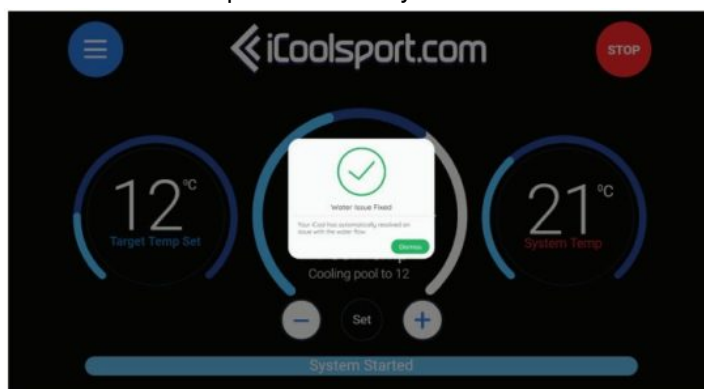 iCoolsport.com
STOP
12 °C
Target Temp Set
Water Issue Fixed
Your iCool has automatically resolved an
issue with the water flow.
Dismiss
Cooling pool to 12
21 °C
System Temp
Set
System Started